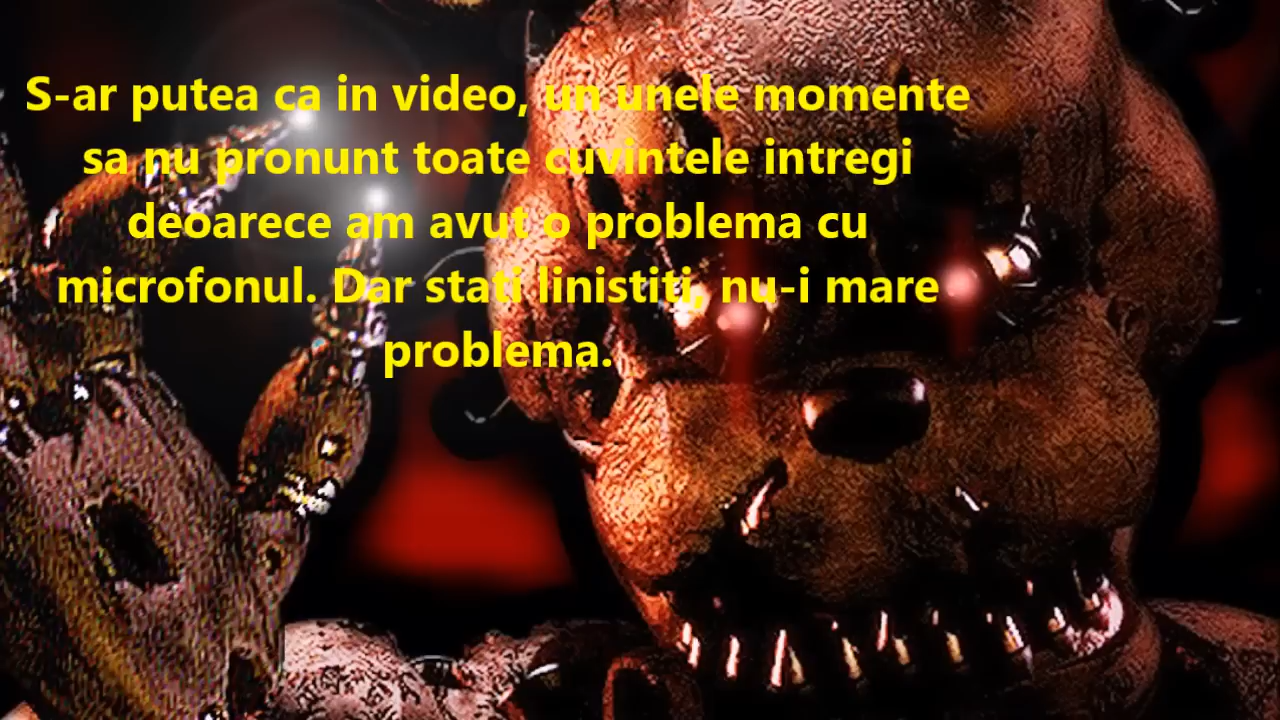 S-ar putea ca in video, un unele momente
sa nu pronunt toate cuvintele intregi
deoarece am avut o problema cu
microfonul. Dar stati linistiti, nu-i mare
problema.